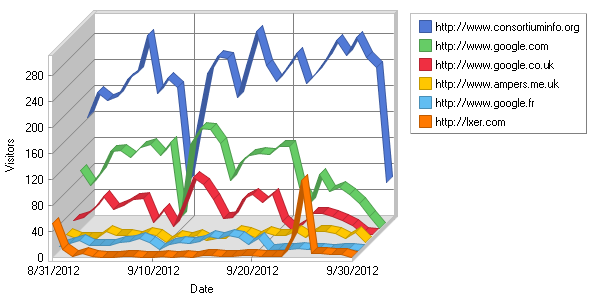 http://www.consortiuminfo.org
http://www.google.com
http://www.google.co.uk
http://www.ampers.me.uk
http://www.google.fr
http://lxer.com
Visitors
280
240
200
160
120
80
40
0
8/31/2012 9/10/2012 9/20/2012 9/30/2012
Date